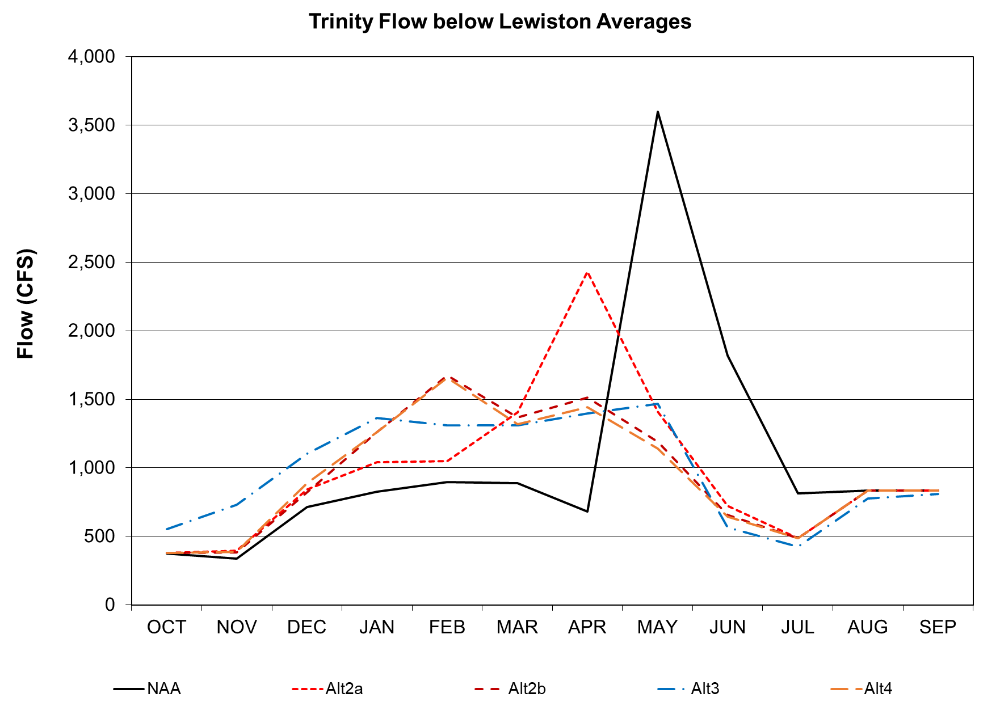 Trinity Flow below Lewiston Averages
4,000
3,500
3,000
2,500
2,000
1,500
1,000
500
0
Flow (CFS)
OCT NOV DEC JAN FEB MAR APR MAY JUN JUL AUG SEP
NAA Alt2a Alt2b Alt3 Alt4